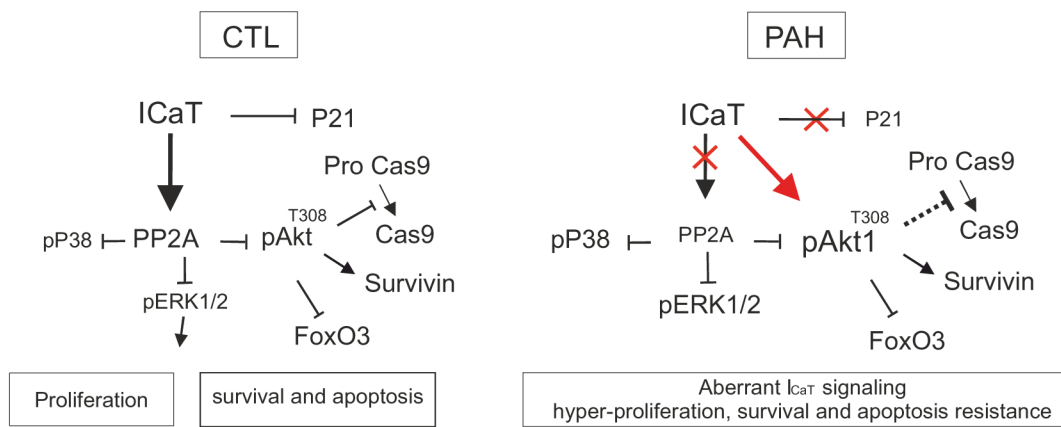 CTL
ICaT
P21
Pro Cas9
T308
pP38
PP2A
pAkt
Cas9
pERK1/2
Survivin
FoxO3
Proliferation
survival and apoptosis
PAH
ICaT
P21
Pro Cas9
T308
pP38
PP2A
pAkt1
Cas9
pERK1/2
Survivin
FoxO3
Aberrant ICaT signaling
hyper-proliferation, survival and apoptosis resistance